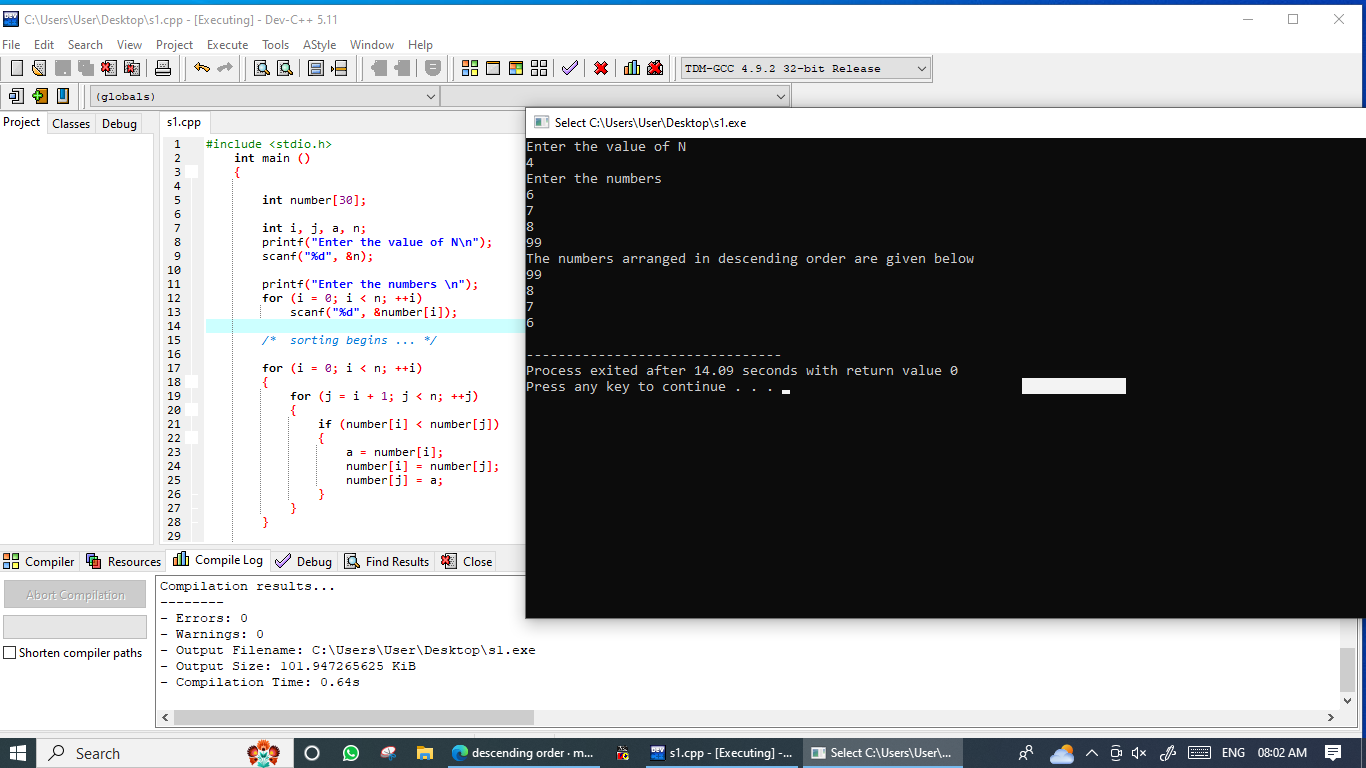 C:\Users\User\Desktop\s1.cpp - [Executing] - Dev-C++ 5.11
File Edit Search View Project Execute Tools AStyle Window Help
TDM-GCC 4.9.2 32-bit Release
(globals)
Project Classes Debug
s1.cpp
1 #include <stdio.h>
2 int main ()
3 {
4
5 int number[30];
6
7 int i, j, a, n;
8 printf("Enter the value of N\n");
9 scanf("%d", &n);
10
11 printf("Enter the numbers \n");
12 for (i = 0; i < n; ++i)
13 scanf("%d", &number[i]);
14
15 /* sorting begins ... */
16
17 for (i = 0; i < n; ++i)
18 {
19 for (j = i + 1; j < n; ++j)
20 {
21 if (number[i] < number[j])
22 {
23 a = number[i];
24 number[i] = number[j];
25 number[j] = a;
26 }
27 }
28 }
29
Select C:\Users\User\Desktop\s1.exe
Enter the value of N
4
Enter the numbers
6
7
8
99
The numbers arranged in descending order are given below
99
8
7
6
--------------------------------
Process exited after 14.09 seconds with return value 0
Press any key to continue . . .
Compiler Resources Compile Log Debug Find Results Close
Abort Compilation
Shorten compiler paths
Compilation results...
--------
- Errors: 0
- Warnings: 0
- Output Filename: C:\Users\User\Desktop\s1.exe
- Output Size: 101.947265625 KiB
- Compilation Time: 0.64s
Search
descending order · m...
s1.cpp - [Executing] -...
Select C:\Users\User\...
ENG 08:02 AM